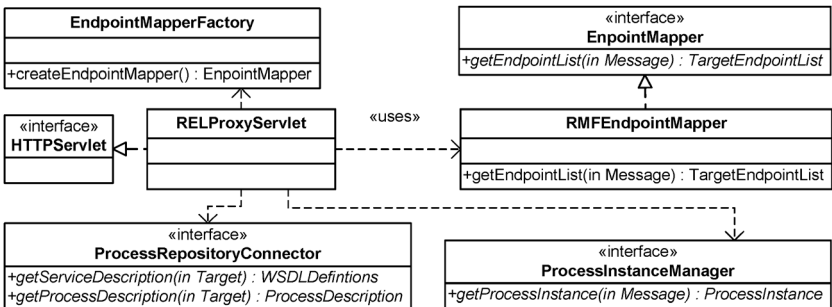 EndpointMapperFactory
+createEndpointMapper() : EnpointMapper
«interface»
EnpointMapper
+getEndpointList(in Message) : TargetEndpointList
«interface»
HTTPServlet
RELProxyServlet
«uses»
RMFEndpointMapper
+getEndpointList(in Message) : TargetEndpointList
«interface»
ProcessRepositoryConnector
+getServiceDescription(in Target) : WSDLDefintions
+getProcessDescription(in Target) : ProcessDescription
«interface»
ProcessInstanceManager
+getProcessInstance(in Message) : ProcessInstance